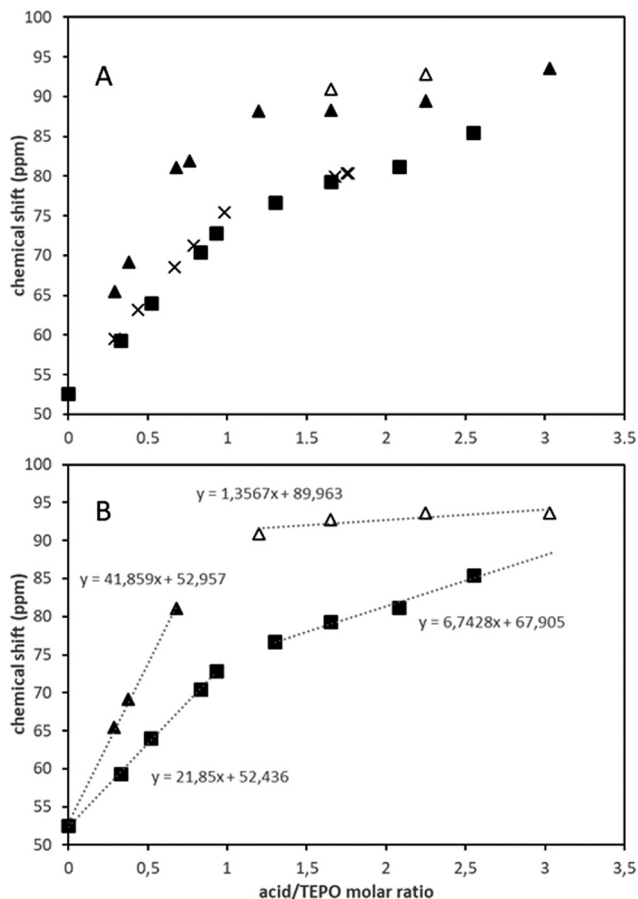 100
95
A
90
85
80
75
70
65
60
55
50
chemical shift (ppm)
0 0.5 1 1,5 2 2.5 3 3.5
100
95
B
y = 1,3567x + 89,963
90
85
y = 41,859x + 52,957
80
y = 6,7428x + 67,905
75
70
65
60
y = 21,85x + 52,436
55
50
chemical shift (ppm)
0 0,5 1 1,5 2 2,5 3 3,5
acid/TEPO molar ratio